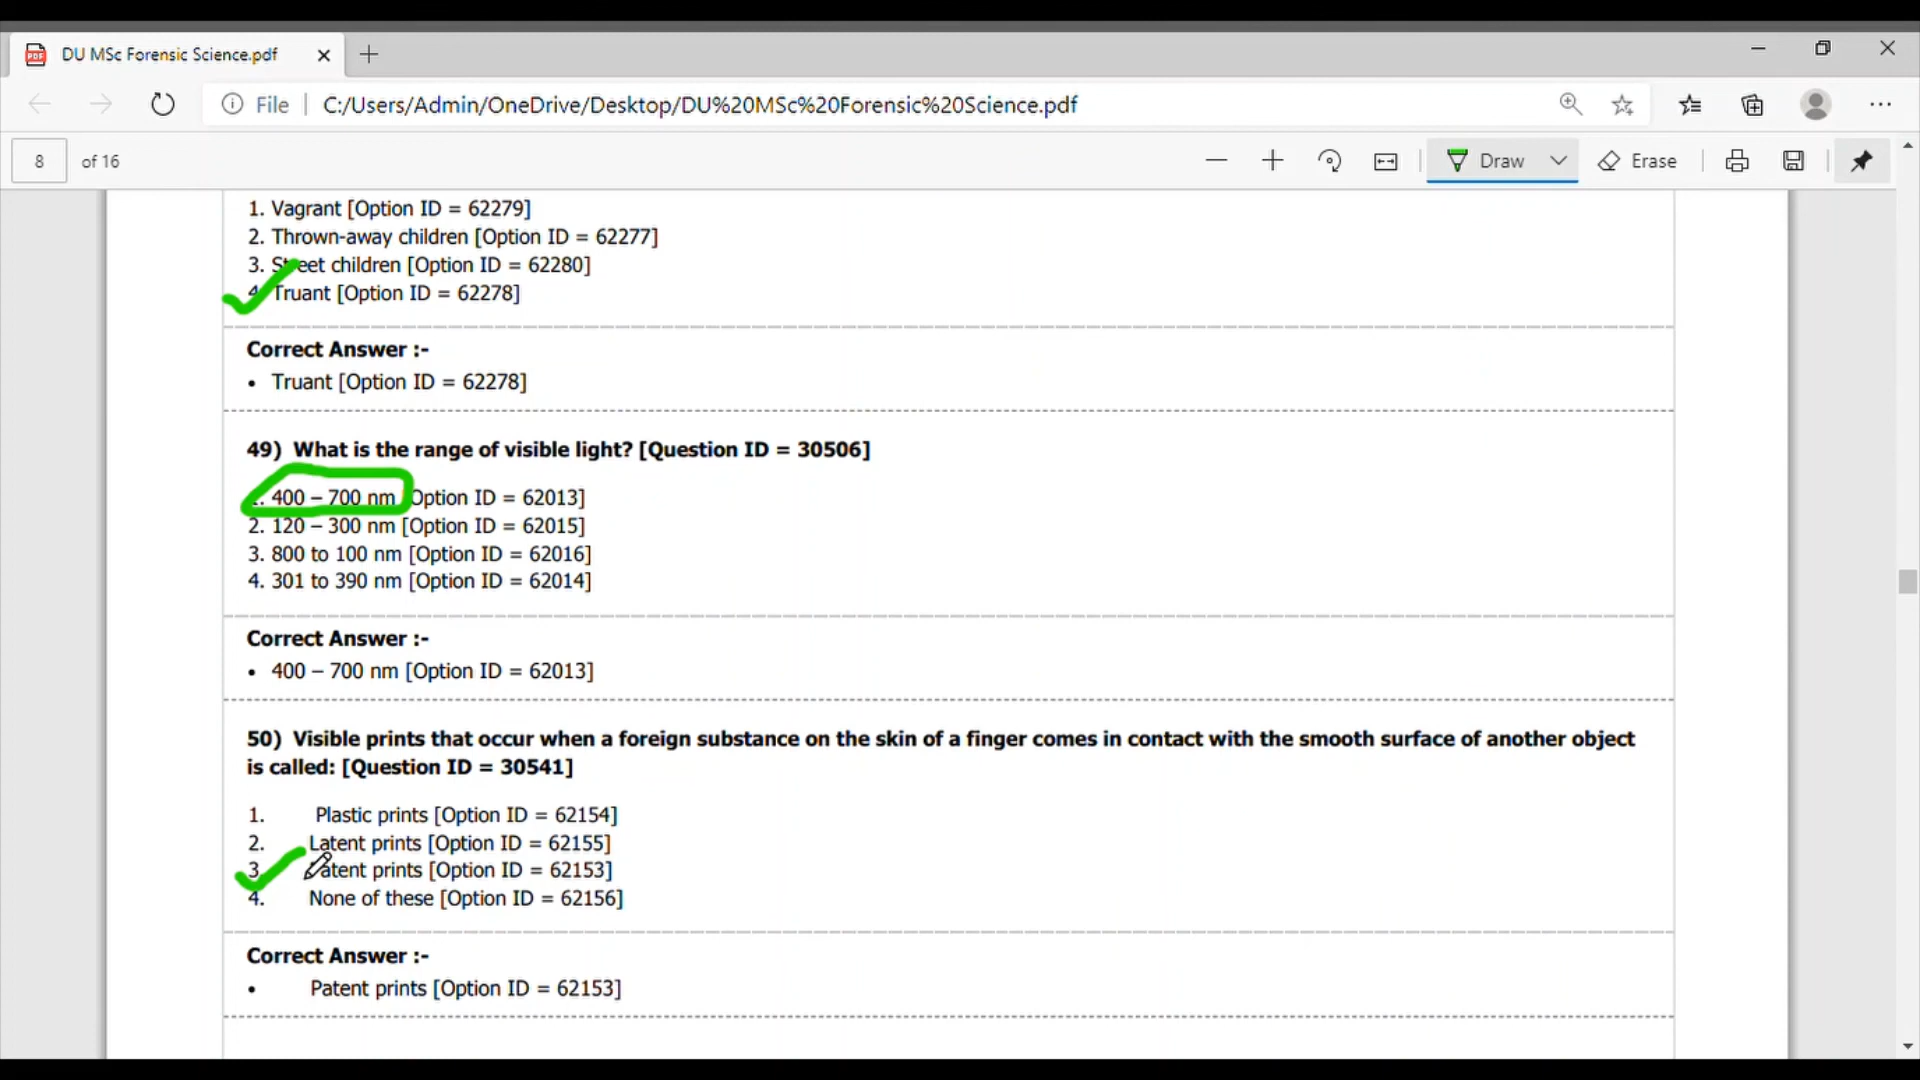 DU MSc Forensic Science.pdf
File | C:/Users/Admin/OneDrive/Desktop/DU%20MSc%20Forensic%20Science.pdf
8 of 16
Draw
Erase
1. Vagrant [Option ID = 62279]
2. Thrown-away children [Option ID = 62277]
3. Street children [Option ID = 62280]
4. Truant [Option ID = 62278]
Correct Answer :-
• Truant [Option ID = 62278]
49) What is the range of visible light? [Question ID = 30506]
1. 400 – 700 nm [Option ID = 62013]
2. 120 – 300 nm [Option ID = 62015]
3. 800 to 100 nm [Option ID = 62016]
4. 301 to 390 nm [Option ID = 62014]
Correct Answer :-
• 400 – 700 nm [Option ID = 62013]
50) Visible prints that occur when a foreign substance on the skin of a finger comes in contact with the smooth surface of another object
is called: [Question ID = 30541]
1. Plastic prints [Option ID = 62154]
2. Latent prints [Option ID = 62155]
3. Patent prints [Option ID = 62153]
4. None of these [Option ID = 62156]
Correct Answer :-
• Patent prints [Option ID = 62153]